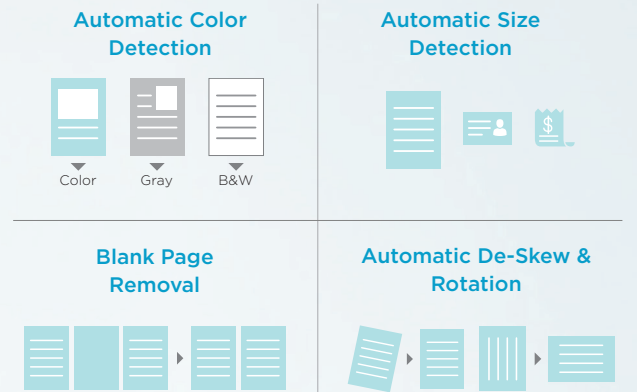 Automatic Color
Detection
Color
Gray
B&W
Automatic Size
Detection
$
Blank Page
Removal
Automatic De-Skew &
Rotation